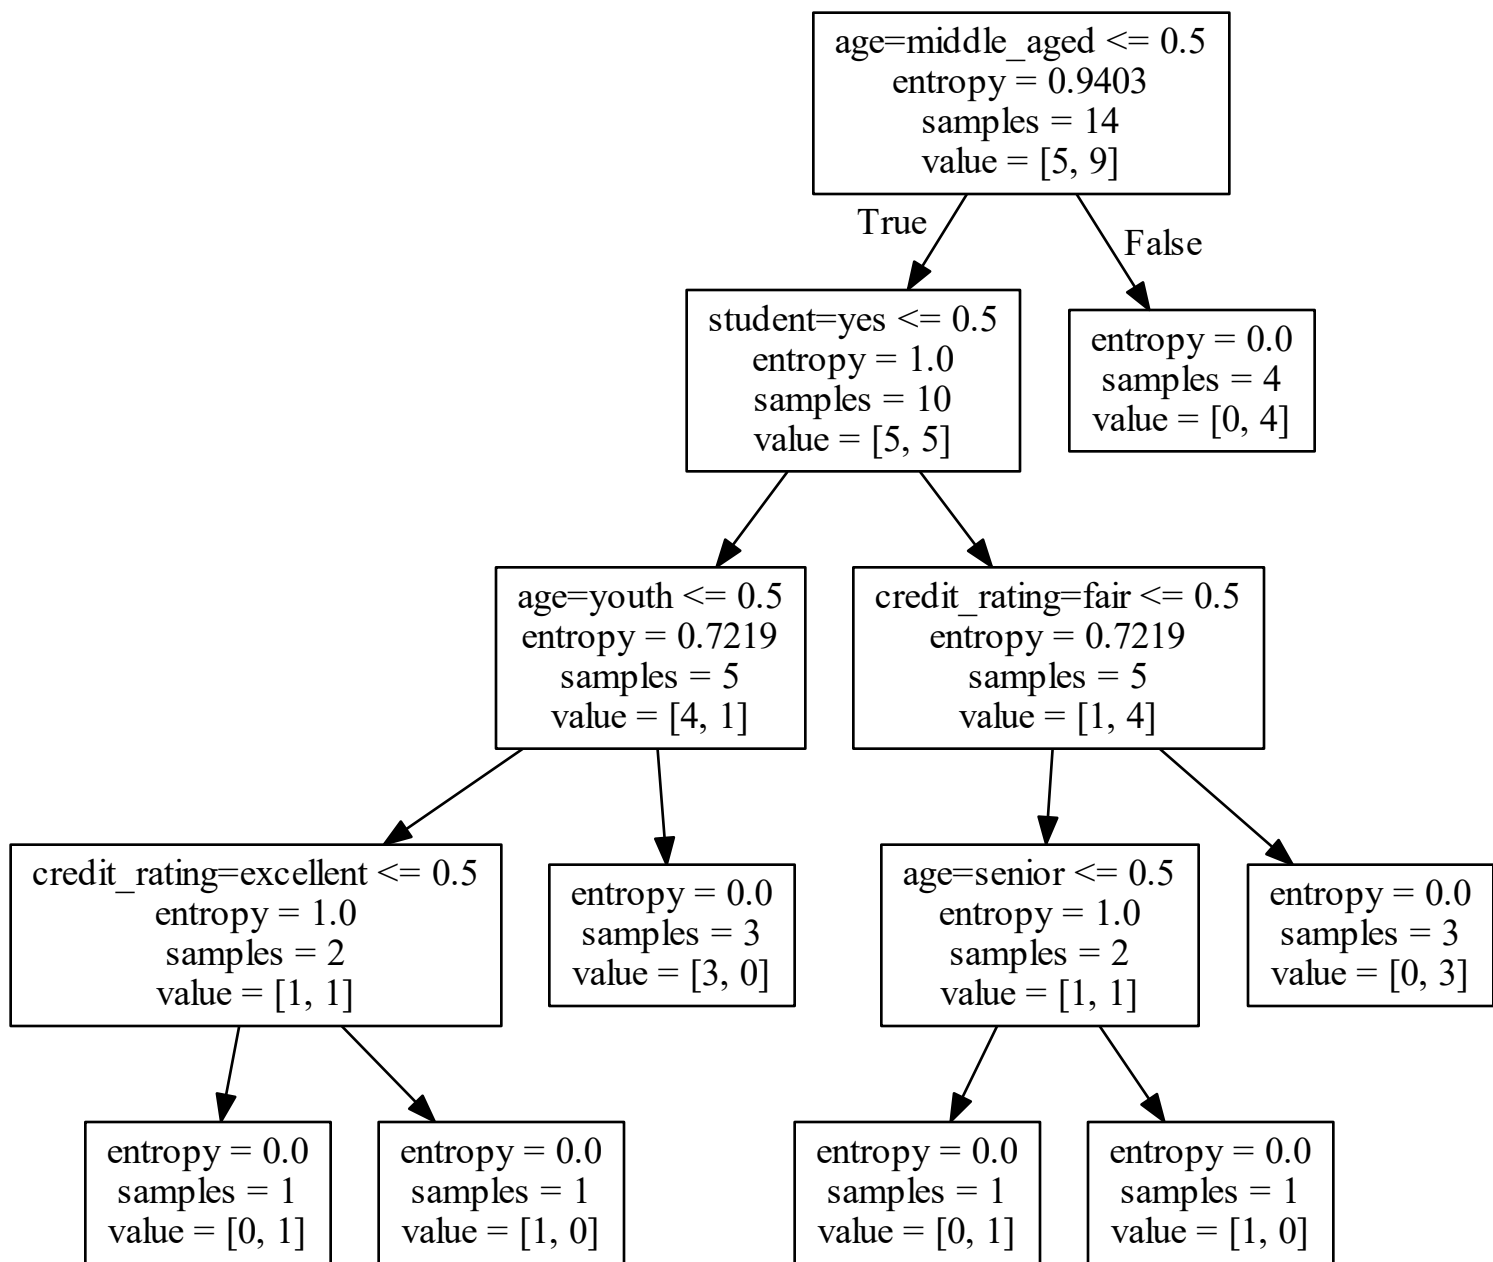 age=middle_aged <= 0.5
entropy = 0.9403
samples = 14
value = [5, 9]
True
False
student=yes <= 0.5
entropy = 1.0
samples = 10
value = [5, 5]
entropy = 0.0
samples = 4
value = [0, 4]
age=youth <= 0.5
entropy = 0.7219
samples = 5
value = [4, 1]
credit_rating=fair <= 0.5
entropy = 0.7219
samples = 5
value = [1, 4]
credit_rating=excellent <= 0.5
entropy = 1.0
samples = 2
value = [1, 1]
entropy = 0.0
samples = 3
value = [3, 0]
age=senior <= 0.5
entropy = 1.0
samples = 2
value = [1, 1]
entropy = 0.0
samples = 3
value = [0, 3]
entropy = 0.0
samples = 1
value = [0, 1]
entropy = 0.0
samples = 1
value = [1, 0]
entropy = 0.0
samples = 1
value = [0, 1]
entropy = 0.0
samples = 1
value = [1, 0]